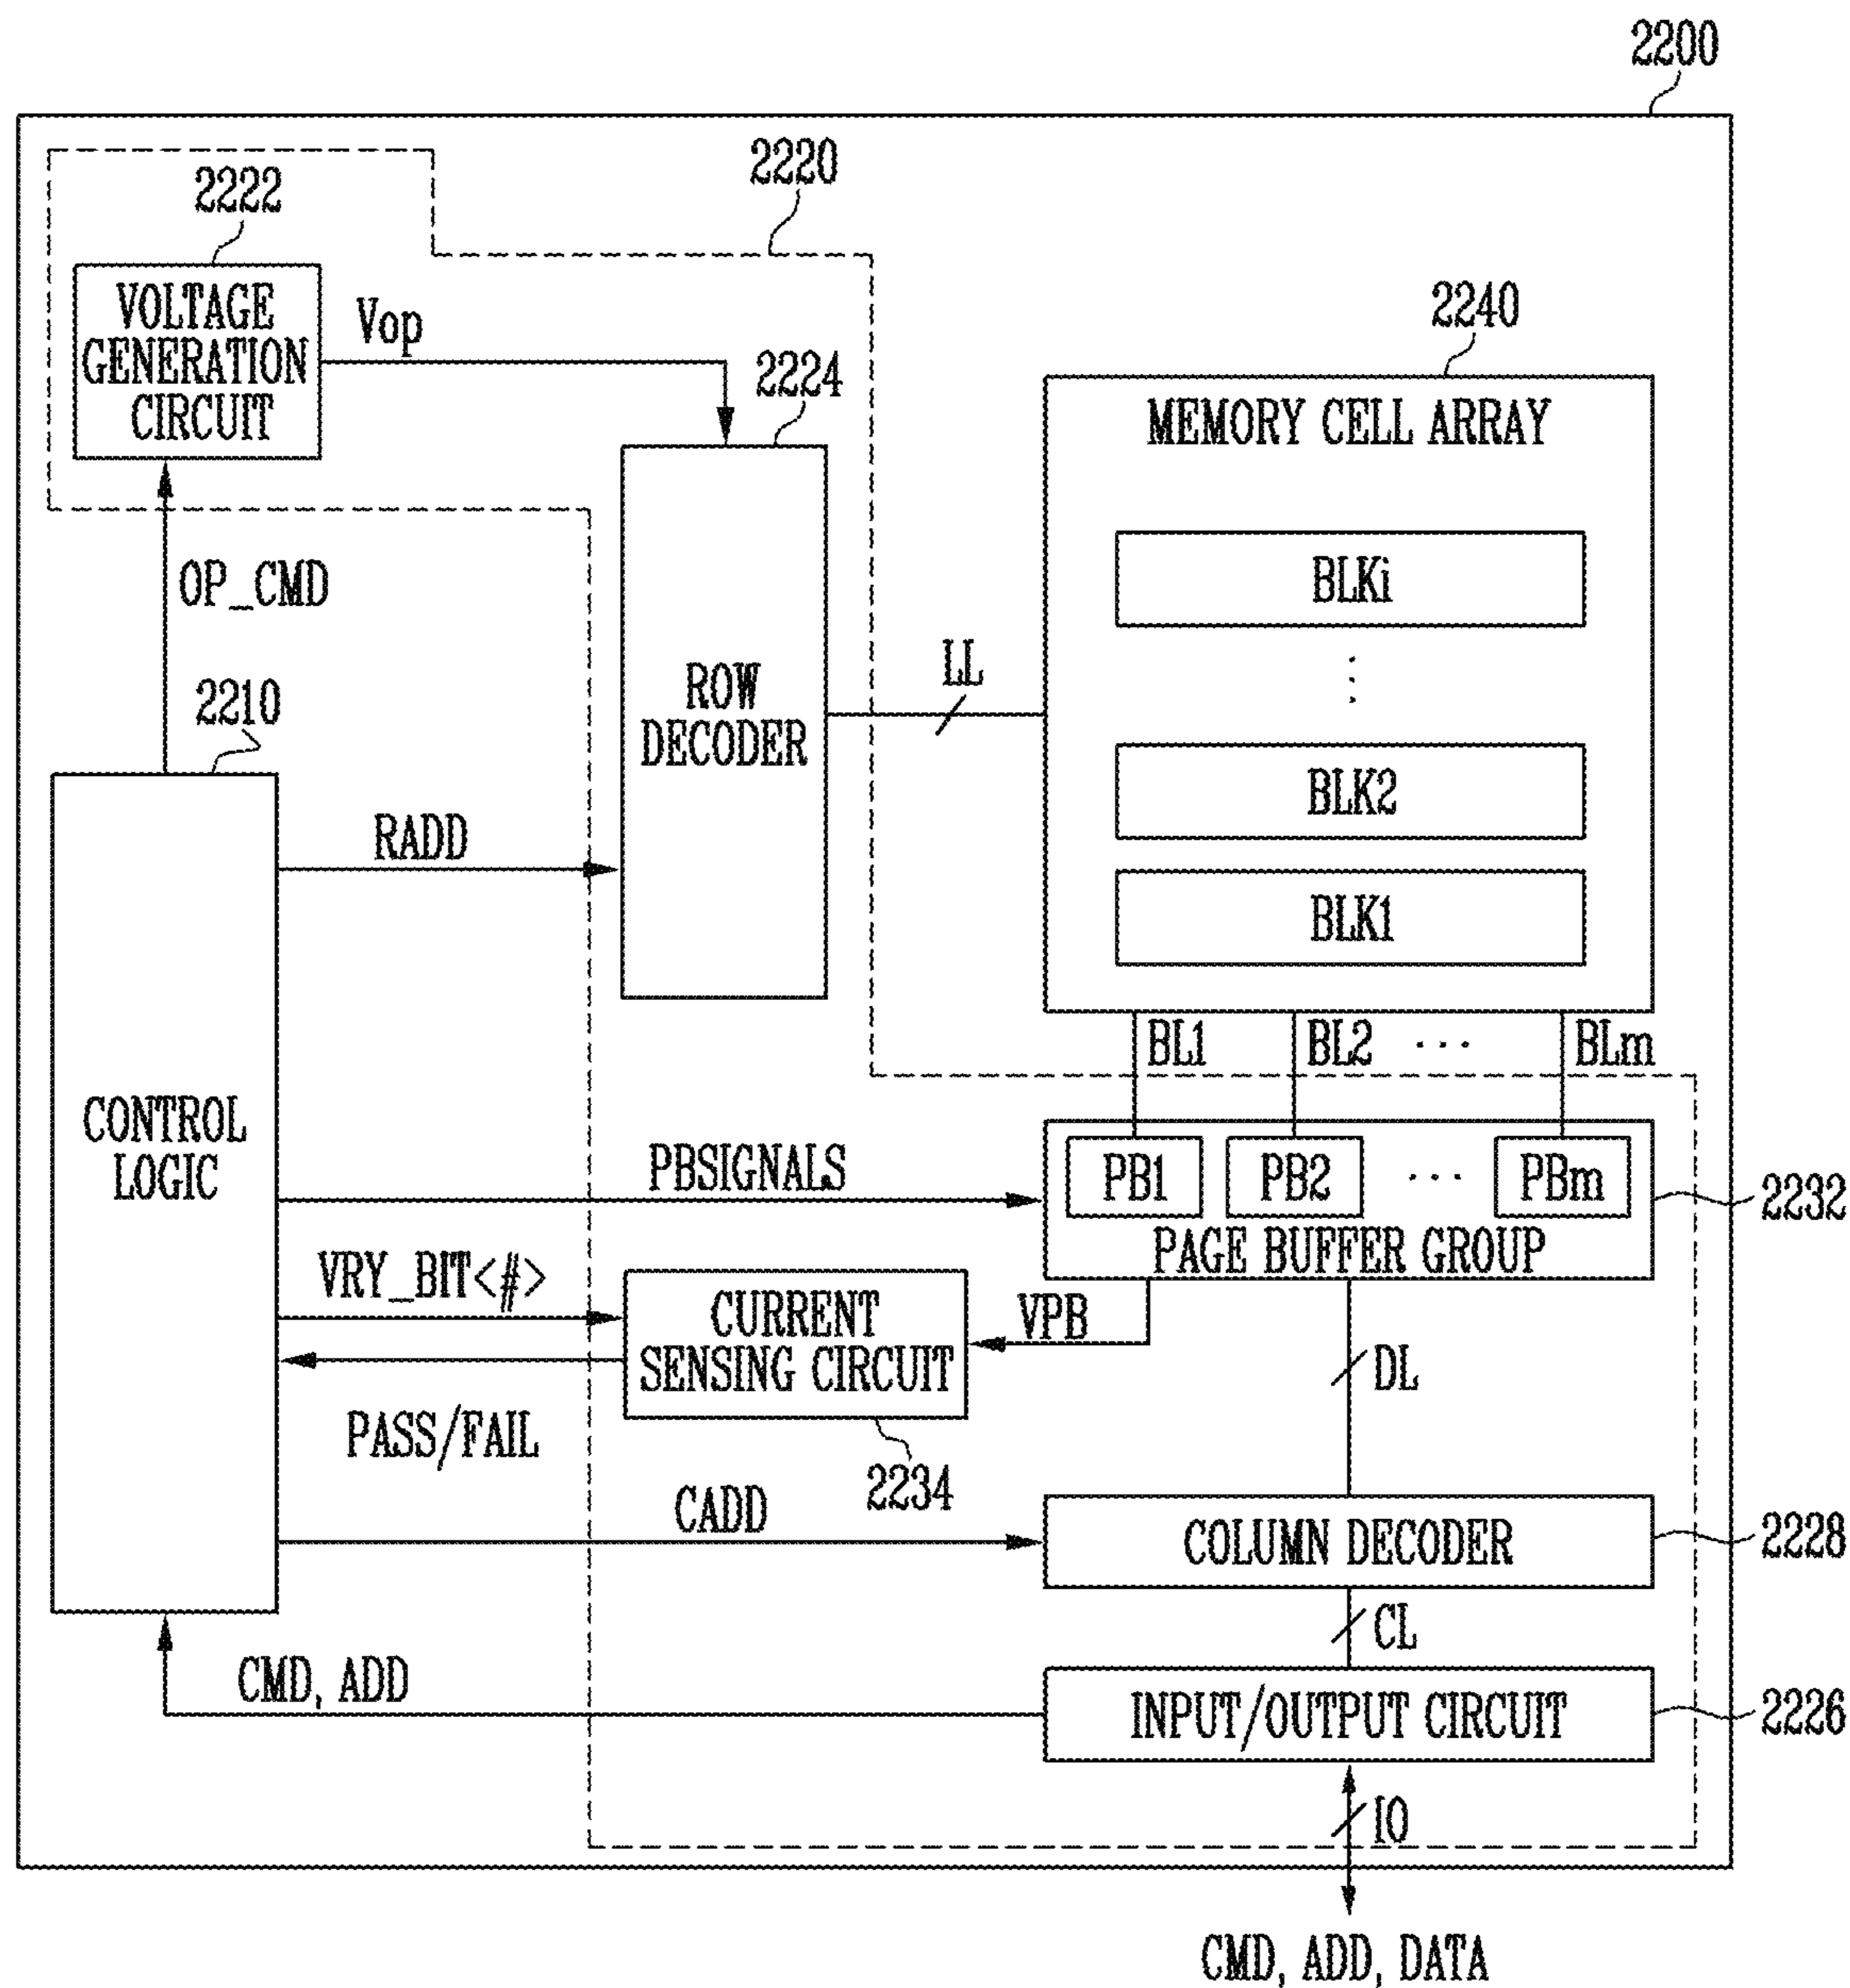 2200
2220
2222
VOLTAGE
GENERATION
CIRCUIT
Vop
2224
2240
MEMORY CELL ARRAY
BLKi
⋮
OP_CMD
ROW
DECODER
LL
2210
BLK2
RADD
BLK1
BL1
BL2
...
BLm
CONTROL
LOGIC
PBSIGNALS
PB1
PB2
...
PBm
PAGE BUFFER GROUP
2232
VRY_BIT<#>
CURRENT
SENSING CIRCUIT
VPB
DL
PASS/FAIL
2234
CADD
COLUMN DECODER
2228
CL
CMD, ADD
INPUT/OUTPUT CIRCUIT
2226
IO
CMD, ADD, DATA